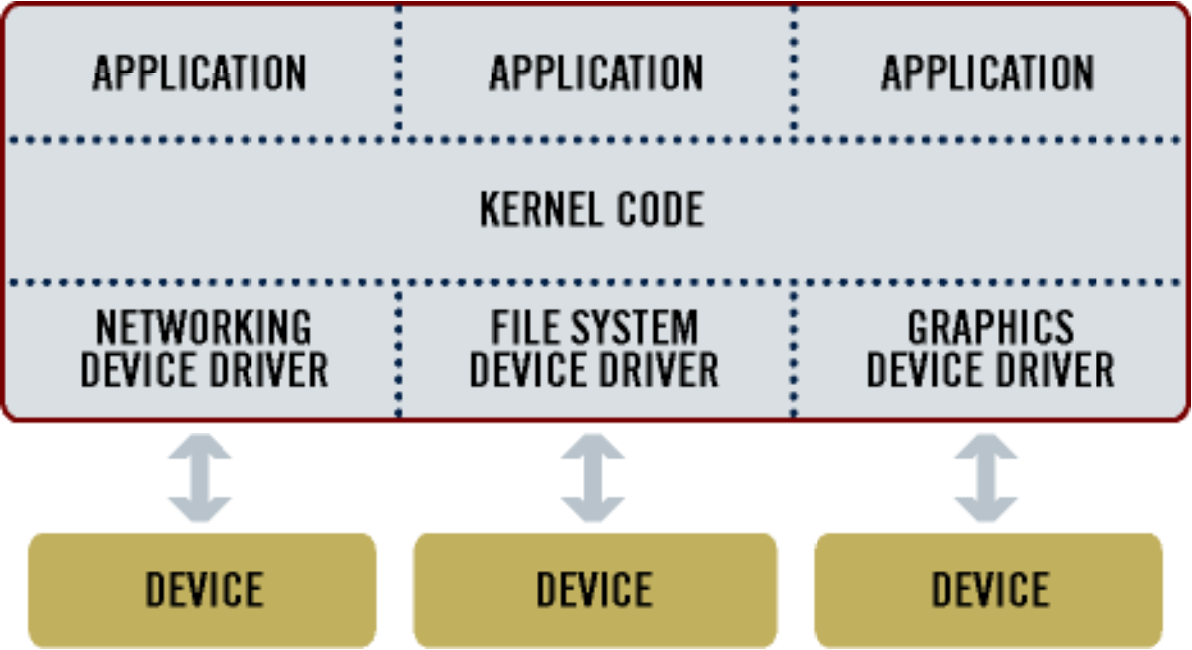 APPLICATION
APPLICATION
APPLICATION
KERNEL CODE
NETWORKING
DEVICE DRIVER
FILE SYSTEM
DEVICE DRIVER
GRAPHICS
DEVICE DRIVER
DEVICE
DEVICE
DEVICE